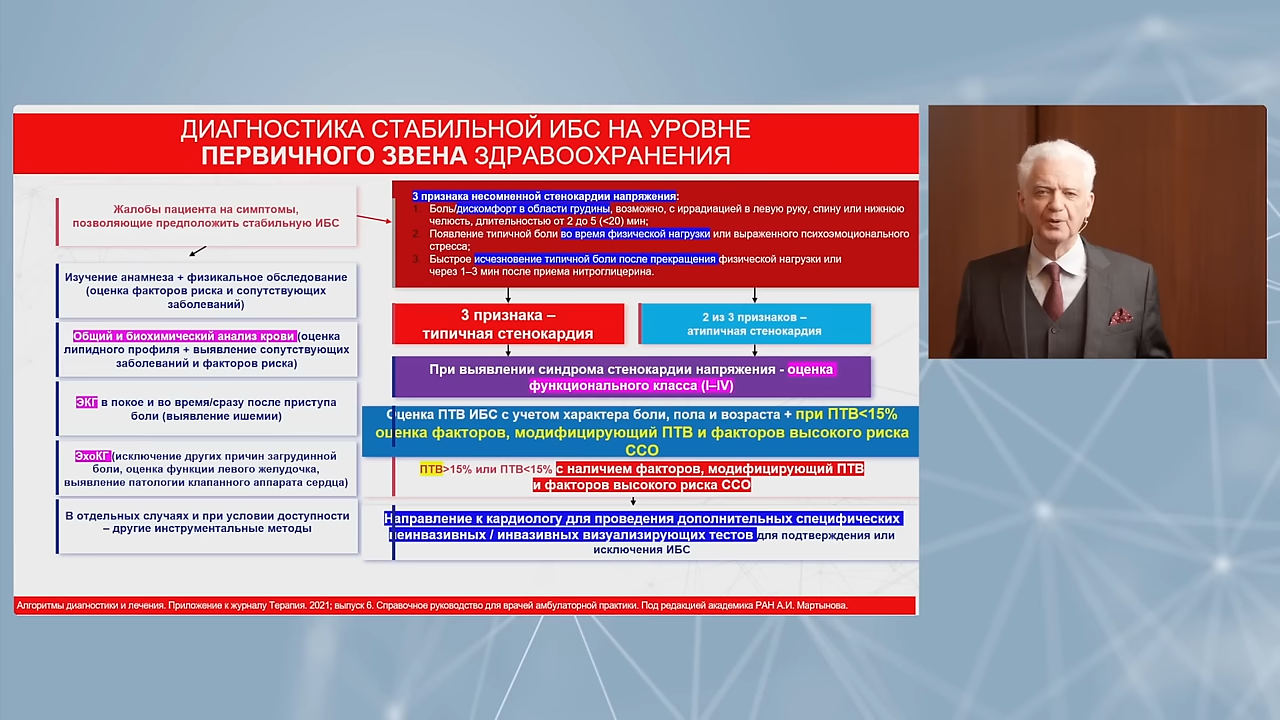 ДИАГНОСТИКА СТАБИЛЬНОЙ ИБС НА УРОВНЕ
ПЕРВИЧНОГО ЗВЕНА ЗДРАВООХРАНЕНИЯ
Жалобы пациента на симптомы,
позволяющие предположить стабильную ИБС
Изучение анамнеза + физикальное обследование
(оценка факторов риска и сопутствующих
заболеваний)
Общий и биохимический анализ крови (оценка
липидного профиля + выявление сопутствующих
заболеваний и факторов риска)
ЭКГ в покое и во время/сразу после приступа
боли (выявление ишемии)
ЭхоКГ (исключение других причин загрудинной
боли, оценка функции левого желудочка,
выявление патологии клапанного аппарата сердца)
В отдельных случаях и при условии доступности
– другие инструментальные методы
3 признака несомненной стенокардии напряжения:
1. Боль/дискомфорт в области грудины, возможно, с иррадиацией в левую руку, спину или нижнюю
челюсть, длительностью от 2 до 5 (<20) мин;
2. Появление типичной боли во время физической нагрузки или выраженного психоэмоционального
стресса;
3. Быстрое исчезновение типичной боли после прекращения физической нагрузки или
через 1–3 мин после приема нитроглицерина.
3 признака –
типичная стенокардия
2 из 3 признаков –
атипичная стенокардия
При выявлении синдрома стенокардии напряжения - оценка
функционального класса (I–IV)
Оценка ПТВ ИБС с учетом характера боли, пола и возраста + при ПТВ<15%
оценка факторов, модифицирующий ПТВ и факторов высокого риска
ССО
ПТВ>15% или ПТВ<15% с наличием факторов, модифицирующий ПТВ
и факторов высокого риска ССО
Направление к кардиологу для проведения дополнительных специфических
неинвазивных / инвазивных визуализирующих тестов для подтверждения или
исключения ИБС
Алгоритмы диагностики и лечения. Приложение к журналу Терапия. 2021; выпуск 6. Справочное руководство для врачей амбулаторной практики. Под редакцией академика РАН А.И. Мартынова.